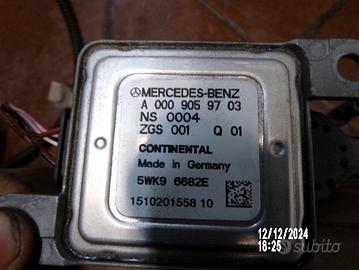 MERCEDES-BENZ
A 000 905 97 03
NS 0004
ZGS 001 Q 01
CONTINENTAL
Made in Germany
5WK9 6682E
1510201558 10
12/12/2024
18:25
subito